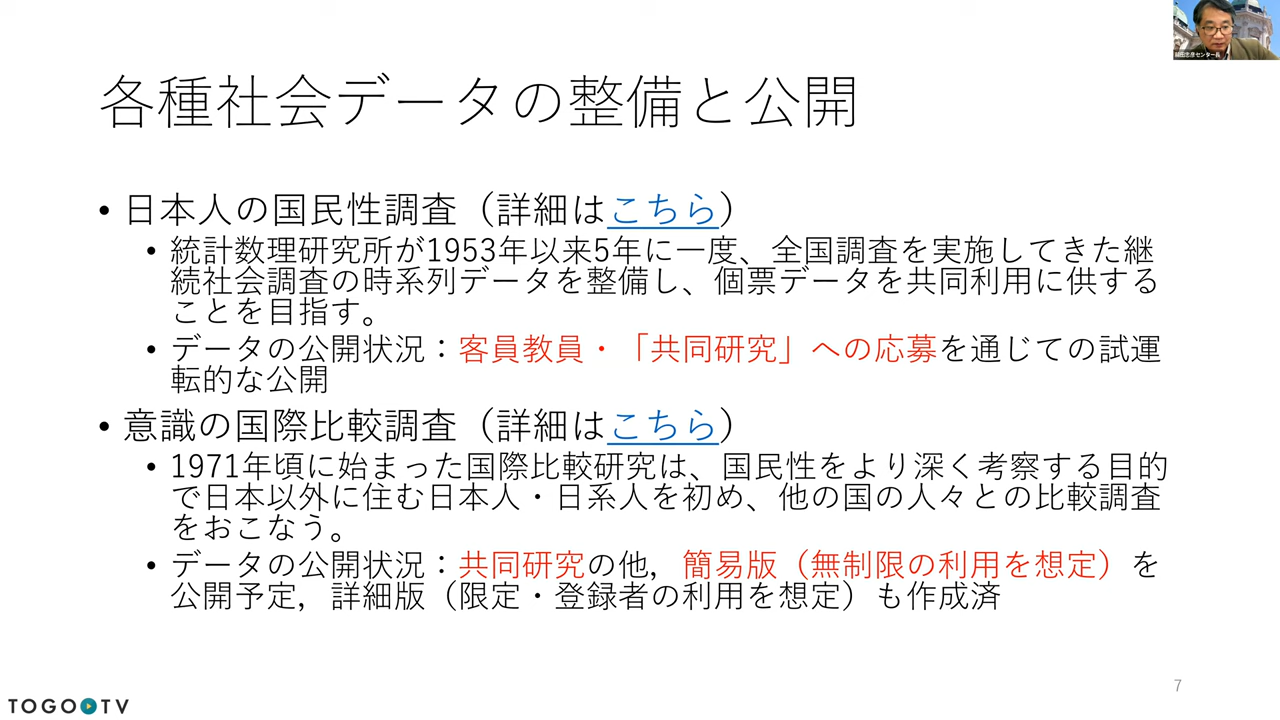 各種社会データの整備と公開
• 日本人の国民性調査（詳細はこちら）
• 統計数理研究所が1953年以来5年に一度、全国調査を実施してきた継
続社会調査の時系列データを整備し、個票データを共同利用に供する
ことを目指す。
• データの公開状況：客員教員・「共同研究」への応募を通じての試運
転的な公開
• 意識の国際比較調査（詳細はこちら）
• 1971年頃に始まった国際比較研究は、国民性をより深く考察する目的
で日本以外に住む日本人・日系人を初め、他の国の人々との比較調査
をおこなう。
• データの公開状況：共同研究の他，簡易版（無制限の利用を想定）を
公開予定，詳細版（限定・登録者の利用を想定）も作成済
7
TOGO TV